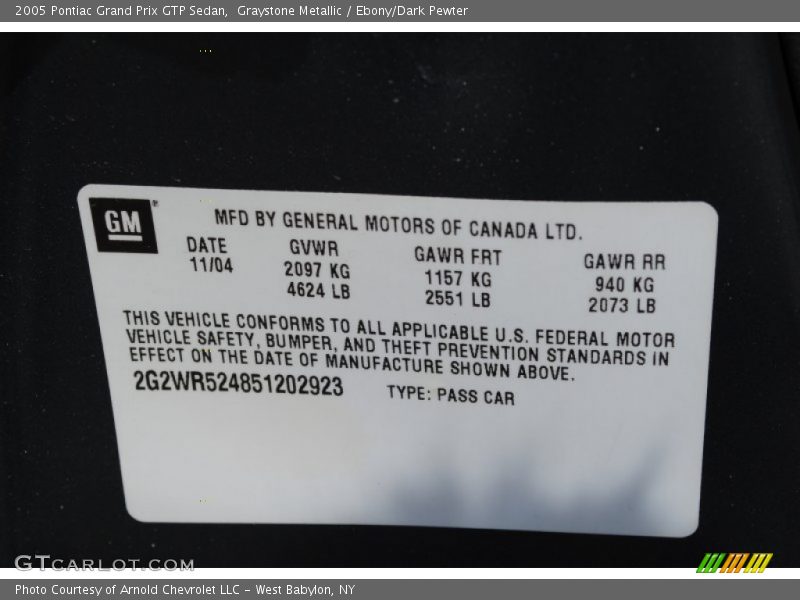 2005 Pontiac Grand Prix GTP Sedan,  Graystone Metallic / Ebony/Dark Pewter
GM®
MFD BY GENERAL MOTORS OF CANADA LTD.
DATE GVWR GAWR FRT GAWR RR
11/04 2097 KG 1157 KG 940 KG
4624 LB 2551 LB 2073 LB
THIS VEHICLE CONFORMS TO ALL APPLICABLE U.S. FEDERAL MOTOR
VEHICLE SAFETY, BUMPER, AND THEFT PREVENTION STANDARDS IN
EFFECT ON THE DATE OF MANUFACTURE SHOWN ABOVE.
2G2WR524851202923 TYPE: PASS CAR
GTCARLOT.COM
Photo Courtesy of Arnold Chevrolet LLC - West Babylon, NY